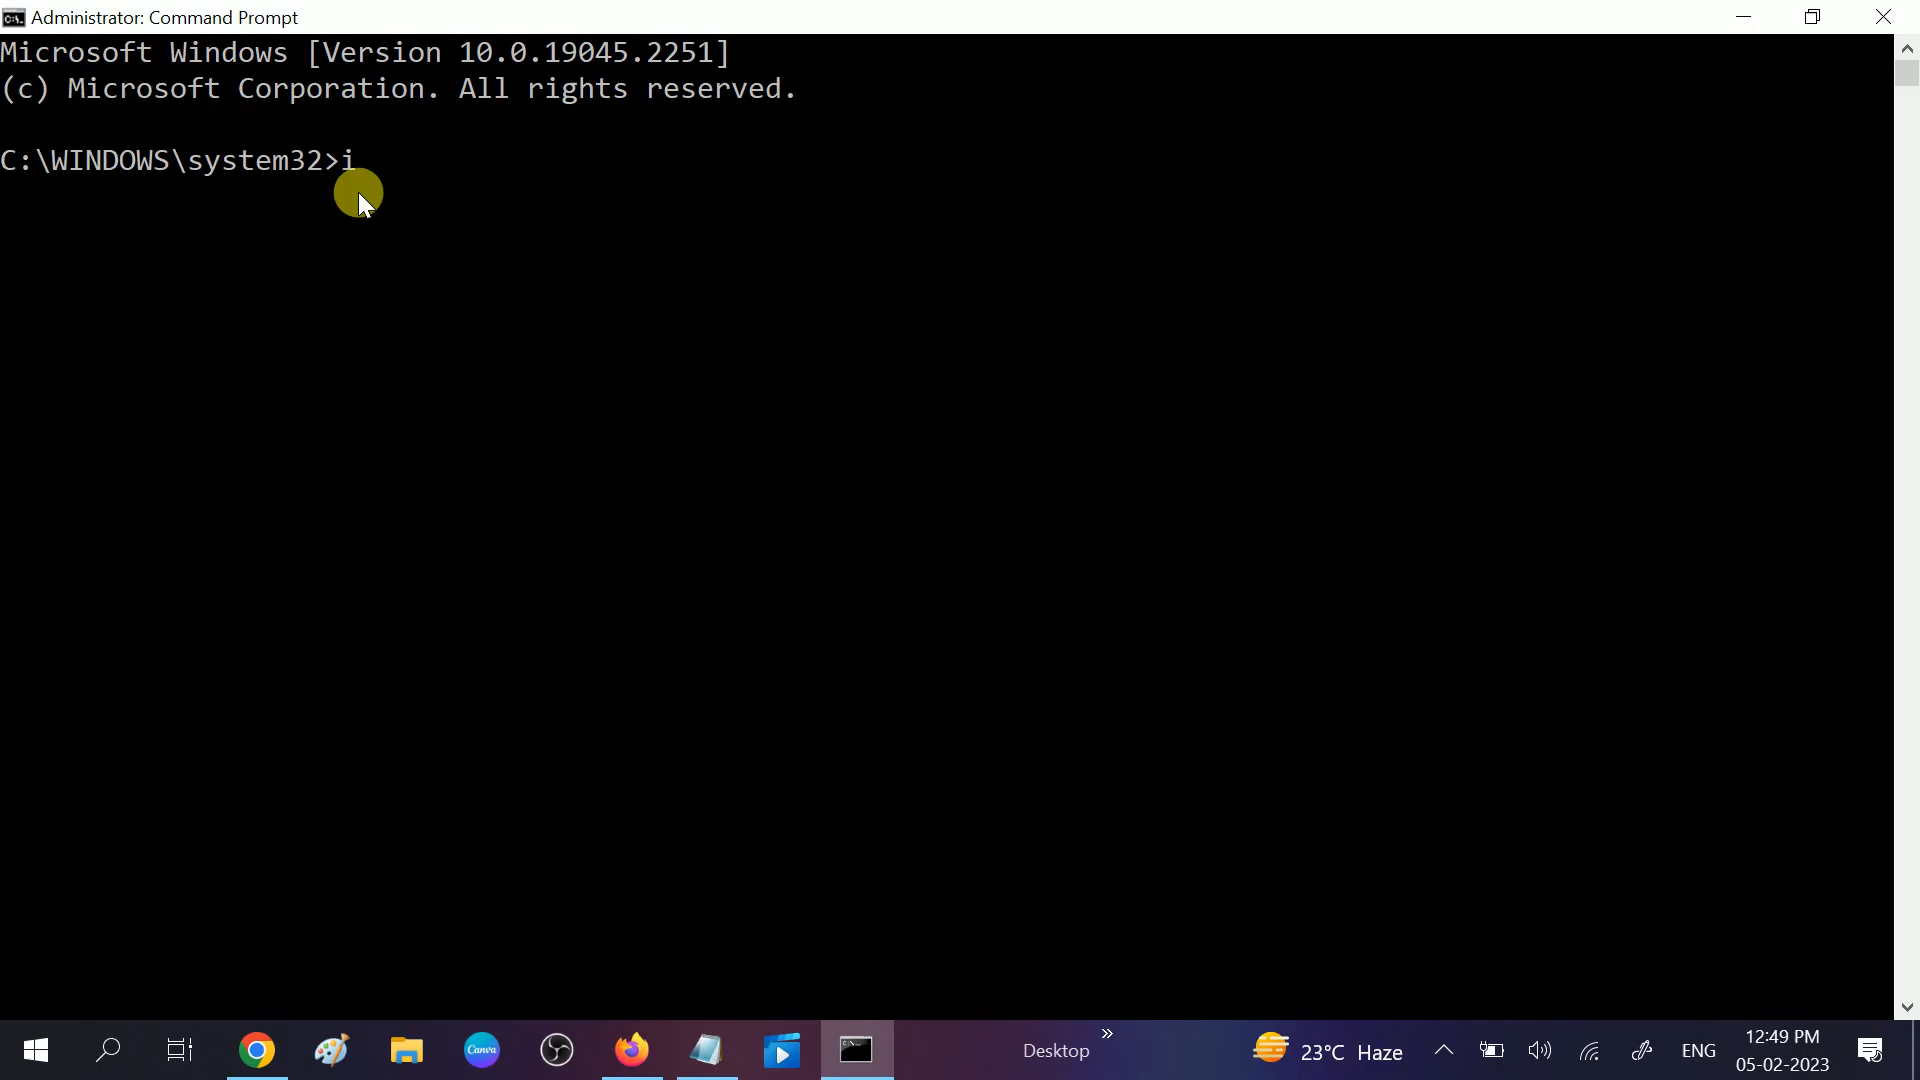 Administrator: Command Prompt
Microsoft Windows [Version 10.0.19045.2251]
(c) Microsoft Corporation. All rights reserved.
C:\WINDOWS\system32>i
Canva
Desktop
»
23°C Haze
ENG
12:49 PM
05-02-2023